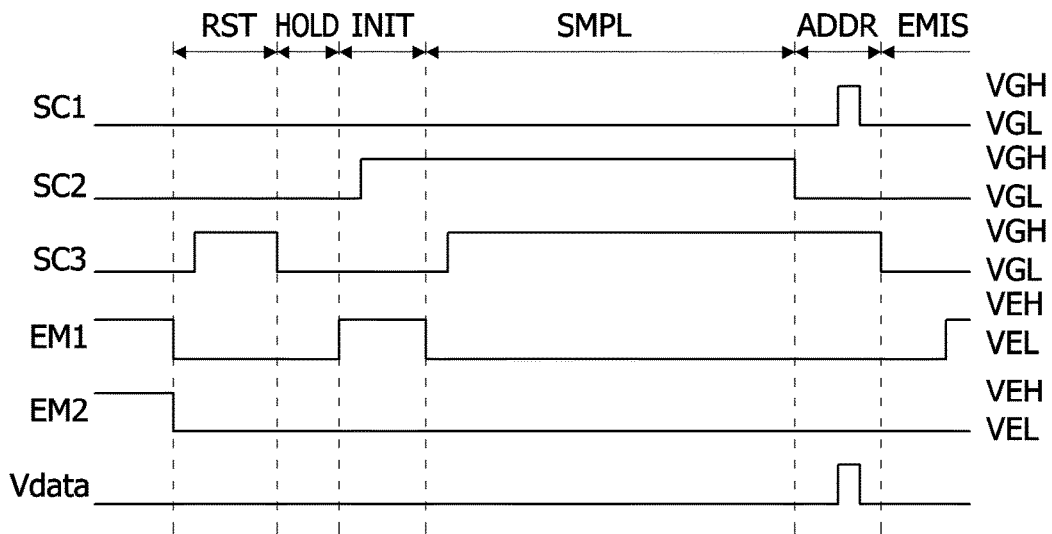 RST HOLD INIT SMPL ADDR EMIS
SC1 VGH
VGL
SC2 VGH
VGL
SC3 VGH
VGL
EM1 VEH
VEL
EM2 VEH
VEL
Vdata